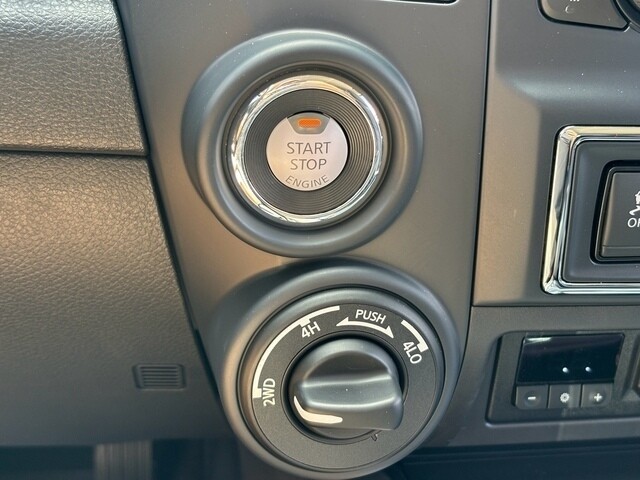 START
STOP
ENGINE
2WD
4H
PUSH
4LO
C
- +